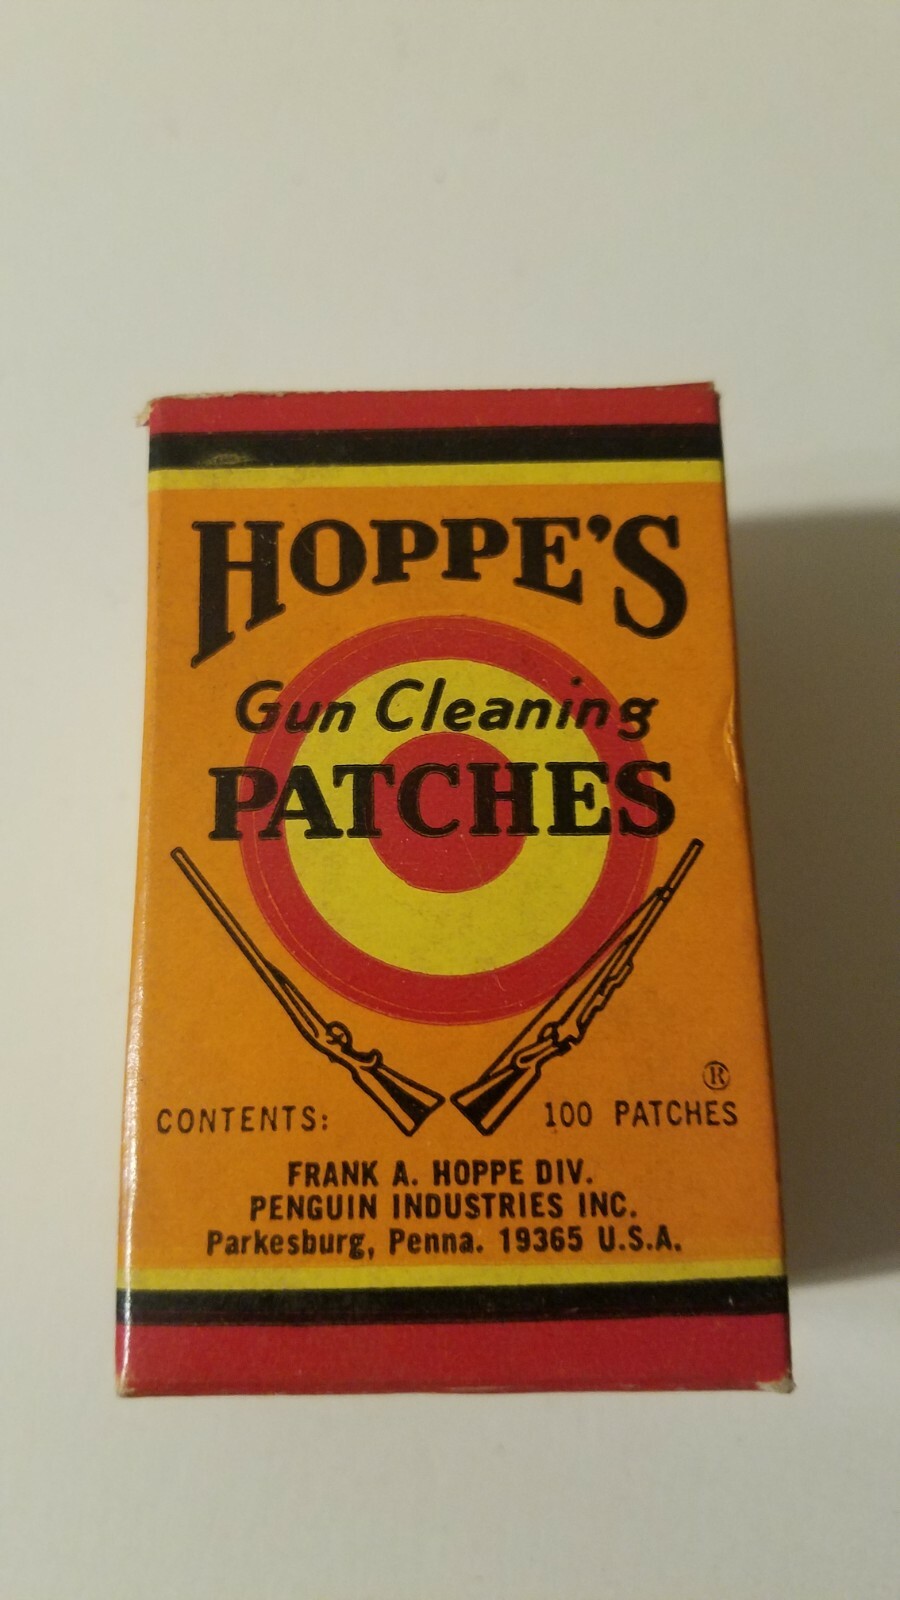 HOPPE'S
Gun Cleaning
PATCHES
®
CONTENTS: 100 PATCHES
FRANK A. HOPPE DIV.
PENGUIN INDUSTRIES INC.
Parkesburg, Penna. 19365 U.S.A.